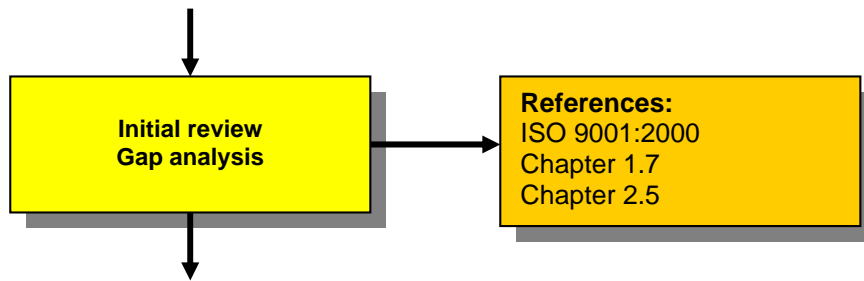 Initial review
Gap analysis
References:
ISO 9001:2000
Chapter 1.7
Chapter 2.5